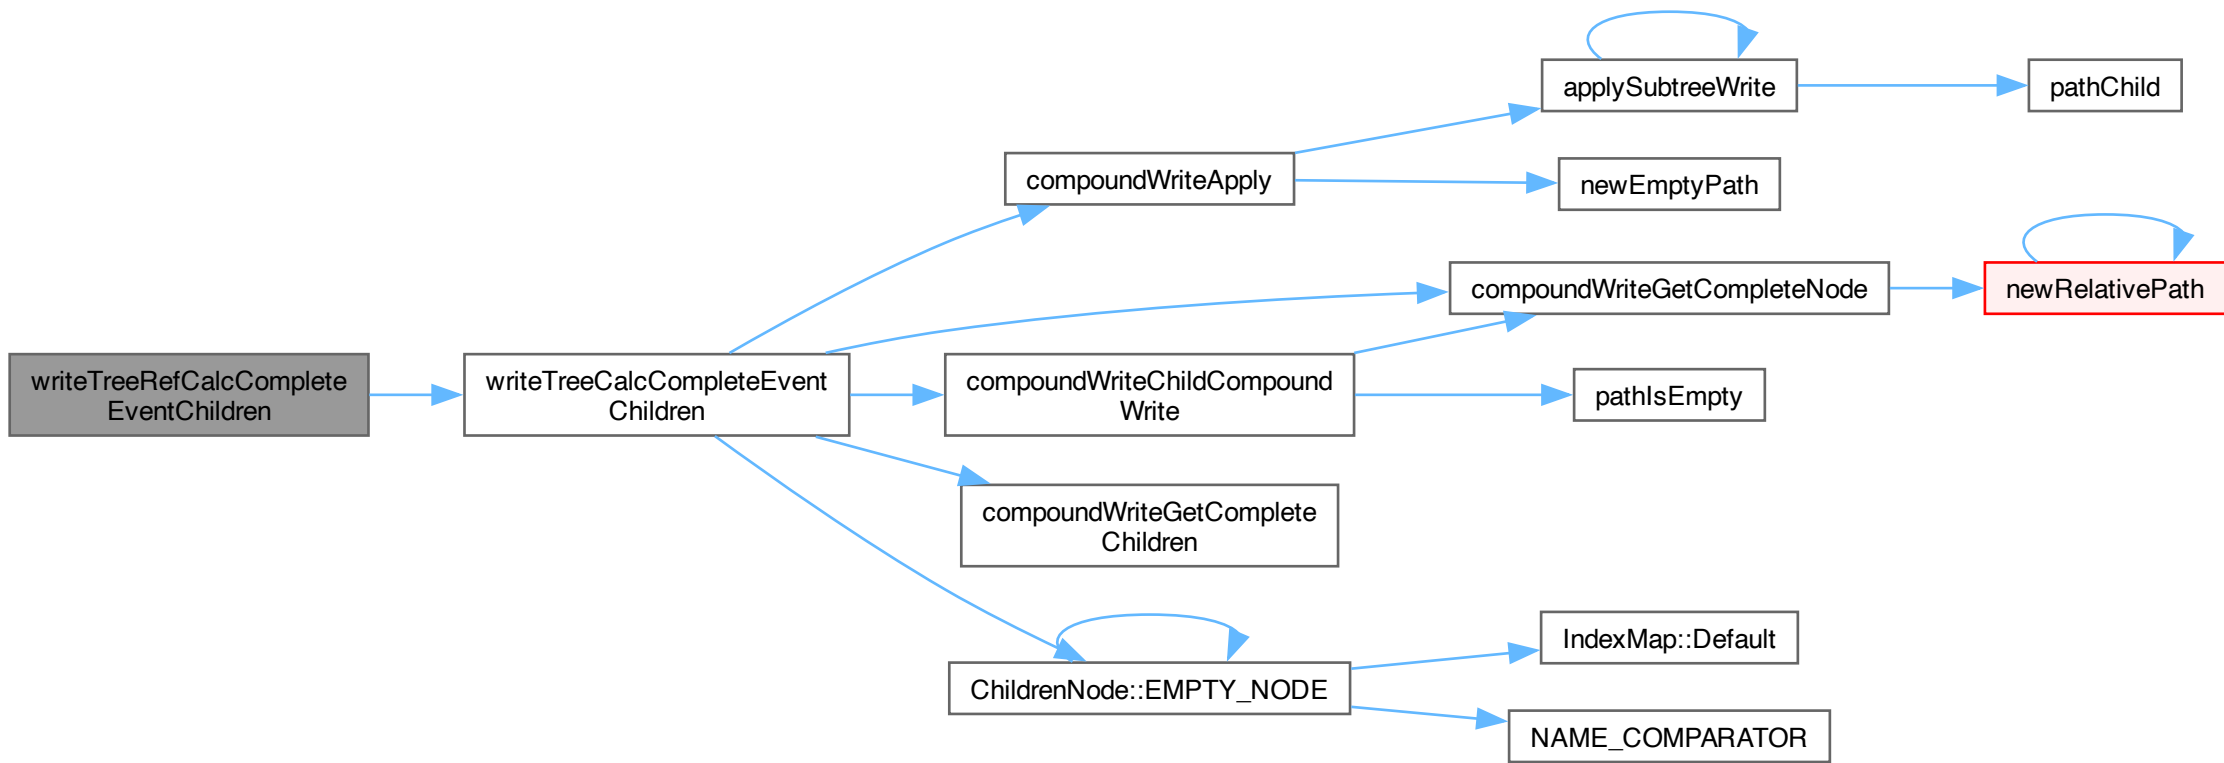 applySubtreeWrite
pathChild
compoundWriteApply
newEmptyPath
compoundWriteGetCompleteNode
newRelativePath
writeTreeRefCalcComplete
EventChildren
writeTreeCalcCompleteEvent
Children
compoundWriteChildCompound
Write
pathIsEmpty
compoundWriteGetComplete
Children
IndexMap::Default
ChildrenNode::EMPTY_NODE
NAME_COMPARATOR